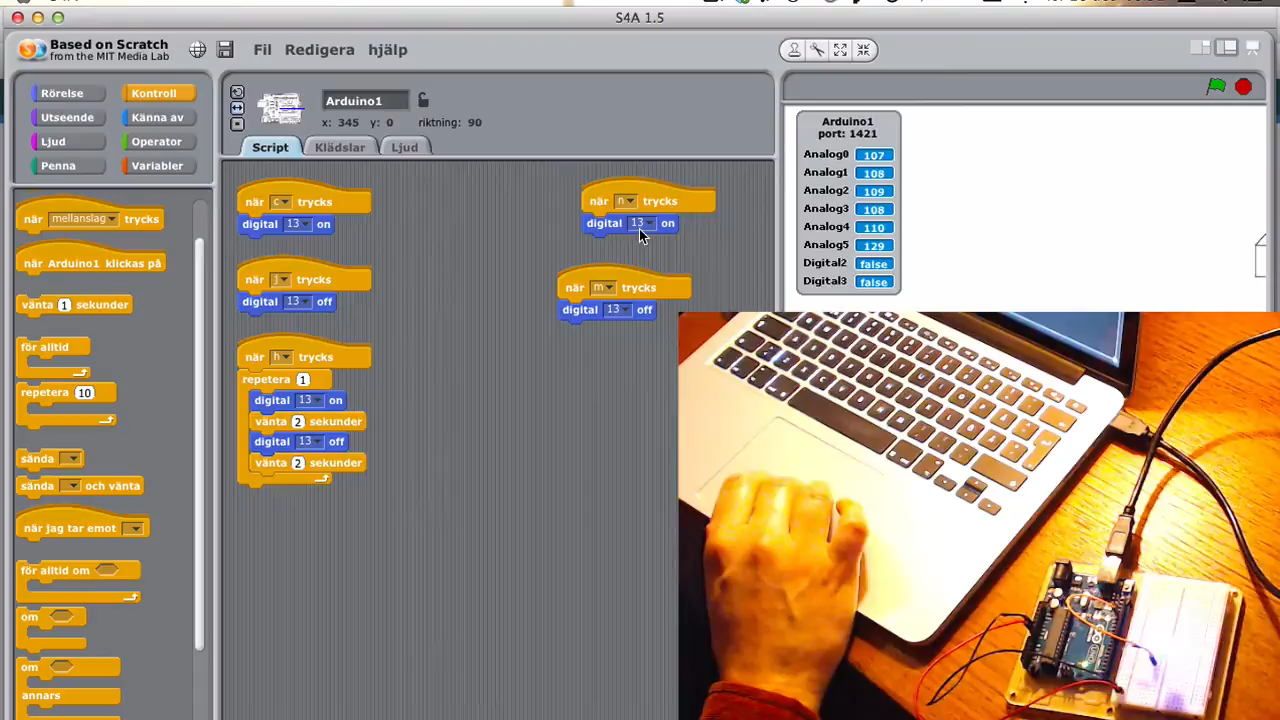 S4A 1.5
Based on Scratch
from the MIT Media Lab
Fil Redigera hjälp
Rörelse Kontroll
Utseende Känna av
Ljud Operator
Penna Variabler
när mellanslag trycks
när Arduino1 klickas på
vänta 1 sekunder
för alltid
repetera 10
sända
sända och vänta
när jag tar emot
för alltid om
om
om
annars
Arduino1
x: 345 y: 0 riktning: 90
Script Klädslar Ljud
när c trycks
digital 13 on
när j trycks
digital 13 off
när h trycks
repetera 1
digital 13 on
vänta 2 sekunder
digital 13 off
vänta 2 sekunder
när n trycks
digital 13 on
när m trycks
digital 13 off
Arduino1
port: 1421
Analog0 107
Analog1 108
Analog2 109
Analog3 108
Analog4 110
Analog5 129
Digital2 false
Digital3 false